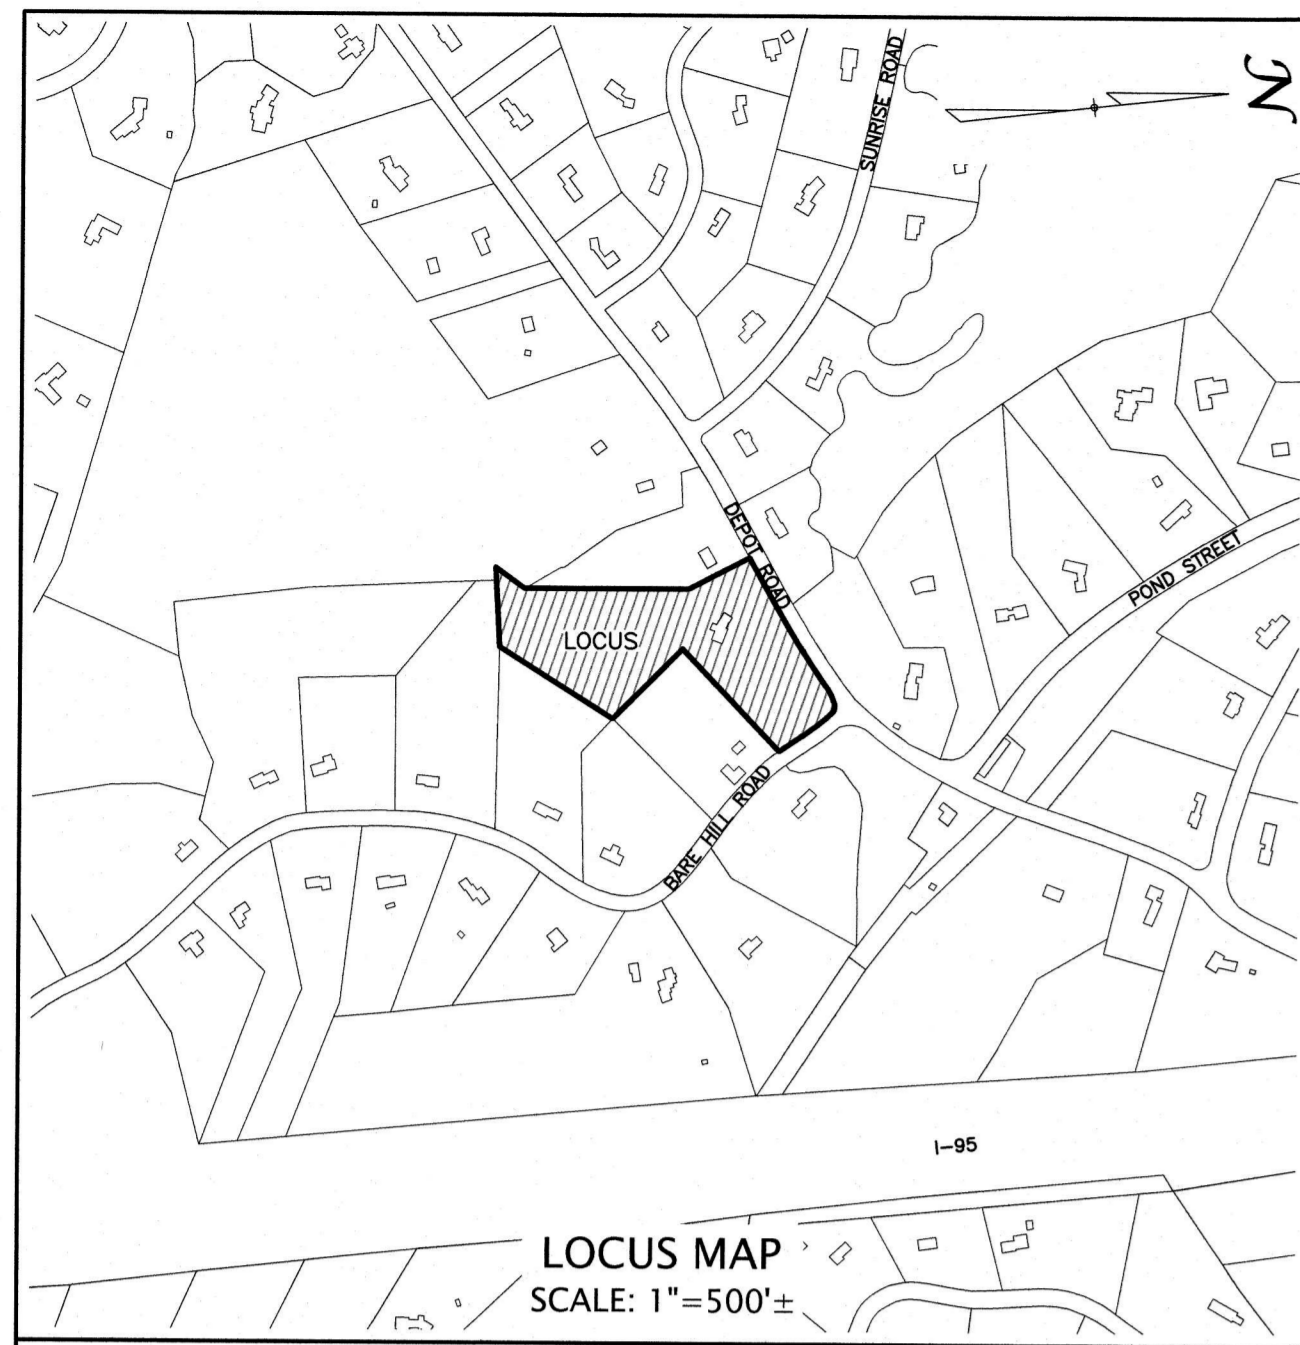 N
SUNRISE ROAD
DEPOT ROAD
POND STREET
LOCUS
BARE HILL ROAD
I-95
LOCUS MAP
SCALE: 1"=500'±